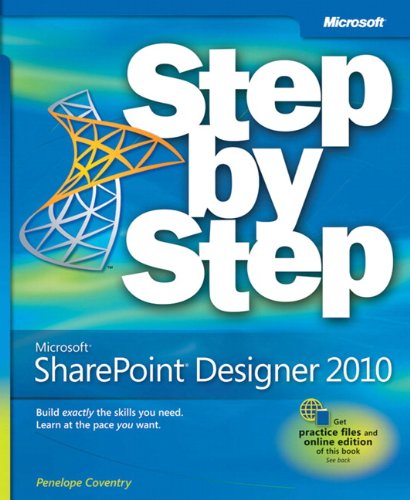 Microsoft
Step
by
Step
™
Microsoft®
SharePoint® Designer 2010
Build exactly the skills you need.
Learn at the pace you want.
Get
practice files and
online edition
of this book
See back
Penelope Coventry